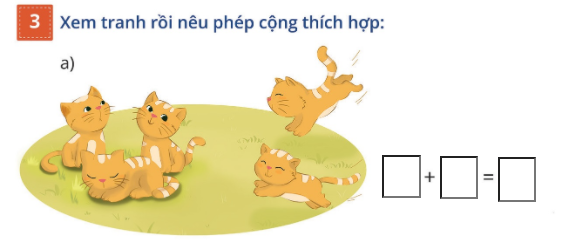 3 Xem tranh rồi nêu phép cộng thích hợp:
a)
+ =